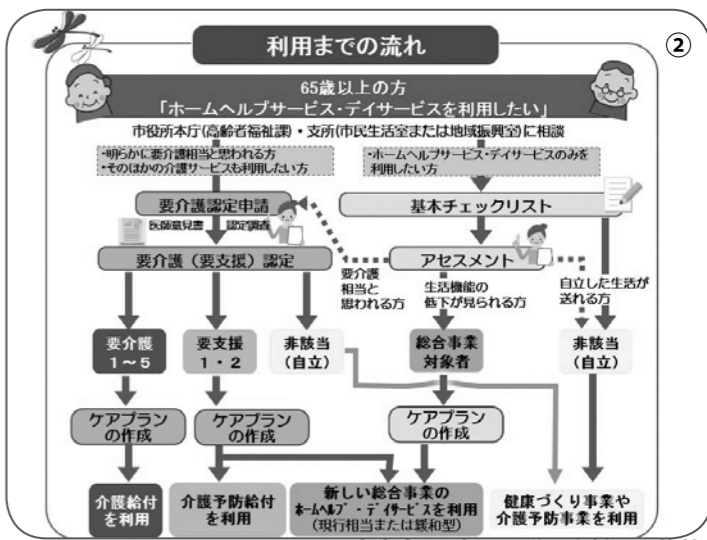 ②
利用までの流れ
65歳以上の方
「ホームヘルプサービス・デイサービスを利用したい」
市役所本庁(高齢者福祉課)・支所(市民生活室または地域振興室)に相談
・明らかに要介護相当と思われる方
・そのほかの介護サービスも利用したい方
・ホームヘルプサービス・デイサービスのみを
利用したい方
要介護認定申請
基本チェックリスト
医師意見書
認定調査
要介護（要支援）認定
アセスメント
要介護
相当と
思われる方
生活機能の
低下が見られる方
自立した生活が
送れる方
要介護
1～5
要支援
1・2
非該当
(自立)
総合事業
対象者
非該当
(自立)
ケアプラン
の作成
ケアプラン
の作成
ケアプラン
の作成
介護給付
を利用
介護予防給付
を利用
新しい総合事業の
ホームヘルプ・デイサービスを利用
(現行相当または緩和型)
健康づくり事業や
介護予防事業を利用